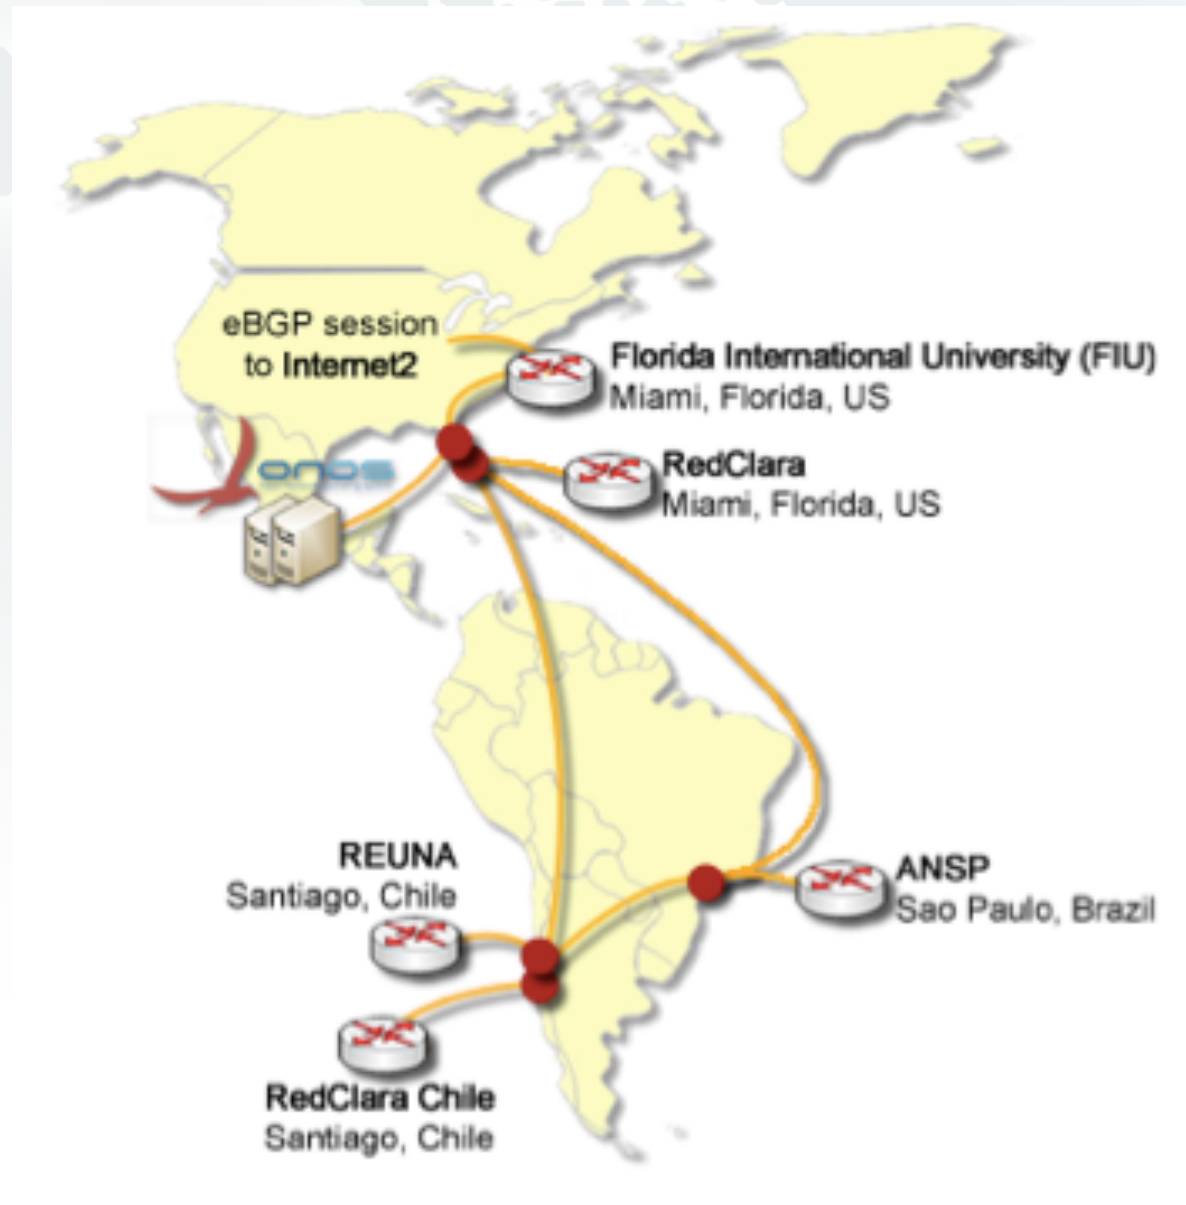 eBGP session
to Internet2
Florida International University (FIU)
Miami, Florida, US
onos
RedClara
Miami, Florida, US
REUNA
Santiago, Chile
ANSP
Sao Paulo, Brazil
RedClara Chile
Santiago, Chile